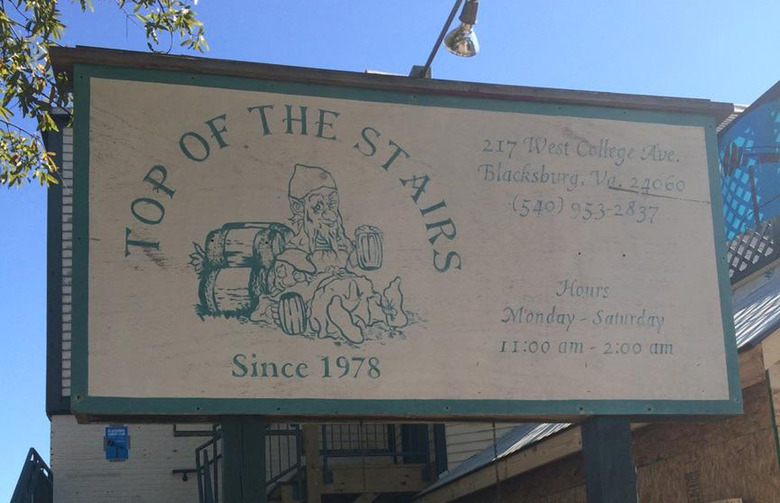 TOP OF THE STAIRS
Since 1978
217 West College Ave.
Blacksburg, Va. 24060
(540) 953-2837
Hours
Monday - Saturday
11:00 am - 2:00 am